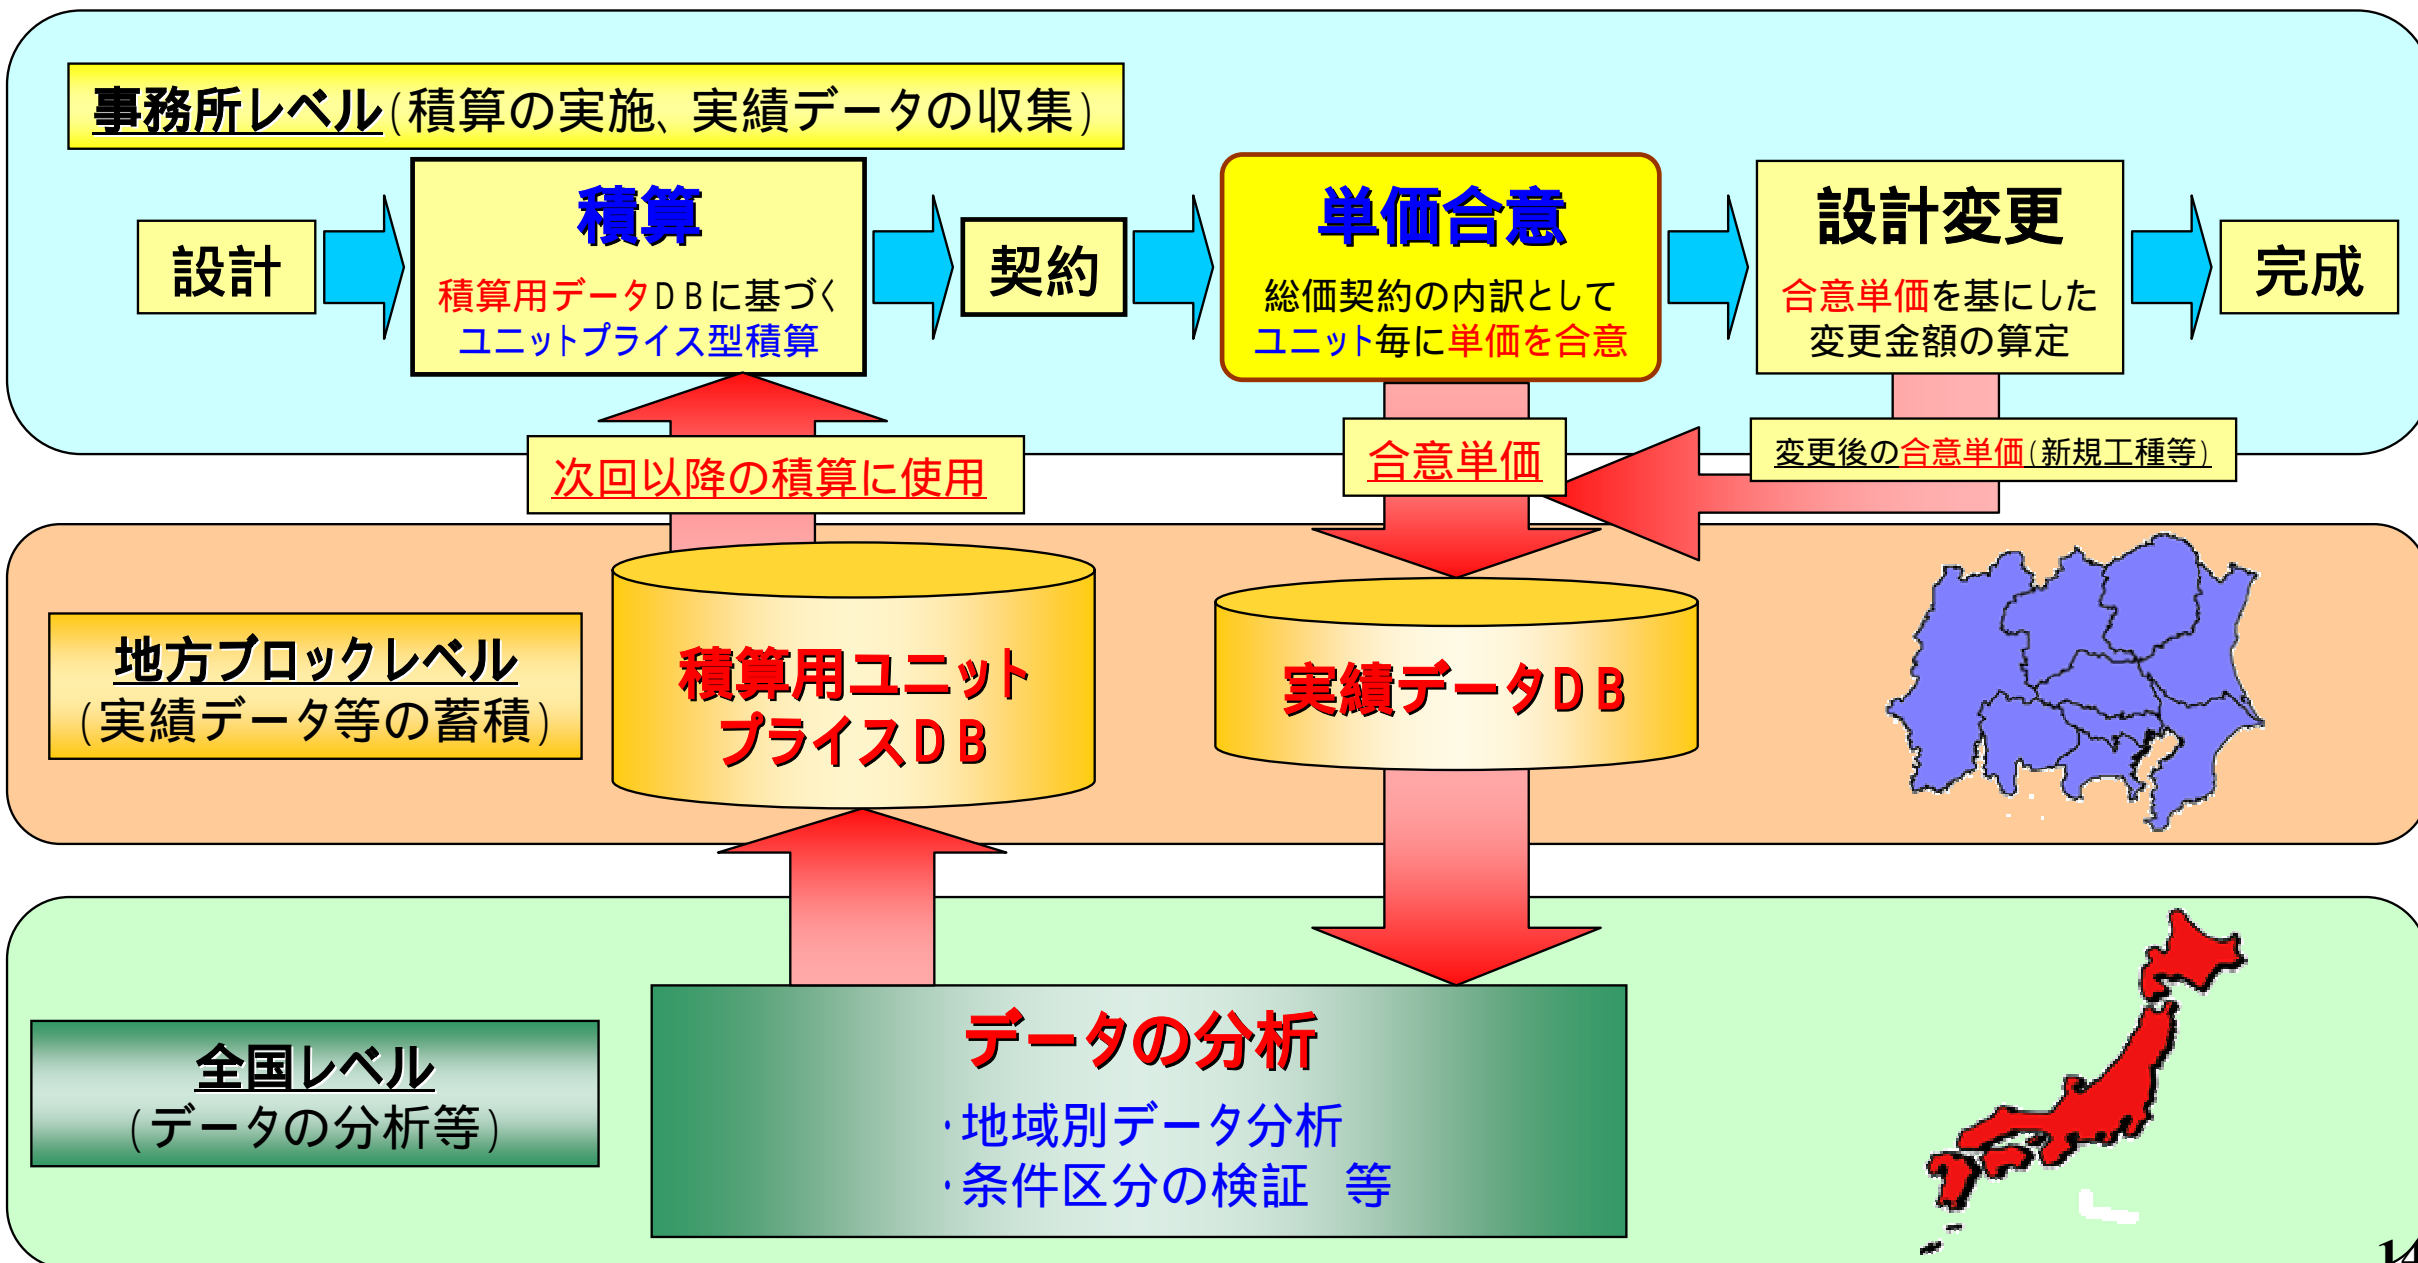 事務所レベル(積算の実施、実績データの収集)
設計
積算
積算用データDBに基づく
ユニットプライス型積算
契約
単価合意
総価契約の内訳として
ユニット毎に単価を合意
設計変更
合意単価を基にした
変更金額の算定
完成
次回以降の積算に使用
合意単価
変更後の合意単価(新規工種等)
地方ブロックレベル
(実績データ等の蓄積)
積算用ユニット
プライスDB
実績データDB
全国レベル
(データの分析等)
データの分析
・地域別データ分析
・条件区分の検証　等
14